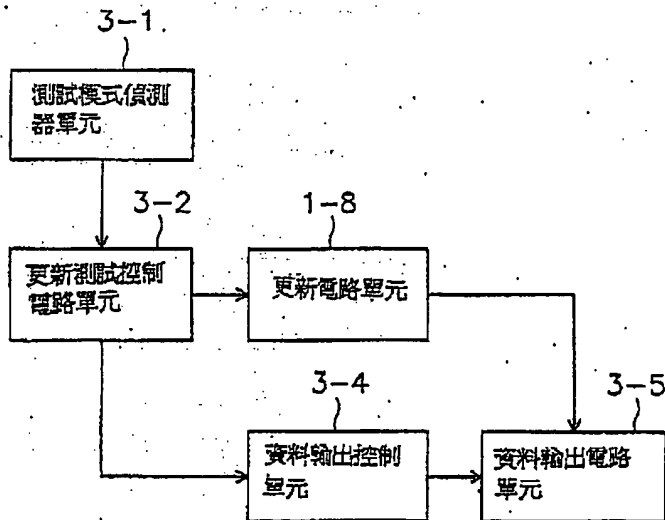 3-1
測試模式偵測
器單元
3-2
更新測試控制
電路單元
1-8
更新電路單元
3-4
資料輸出控制
單元
3-5
資料輸出電路
單元